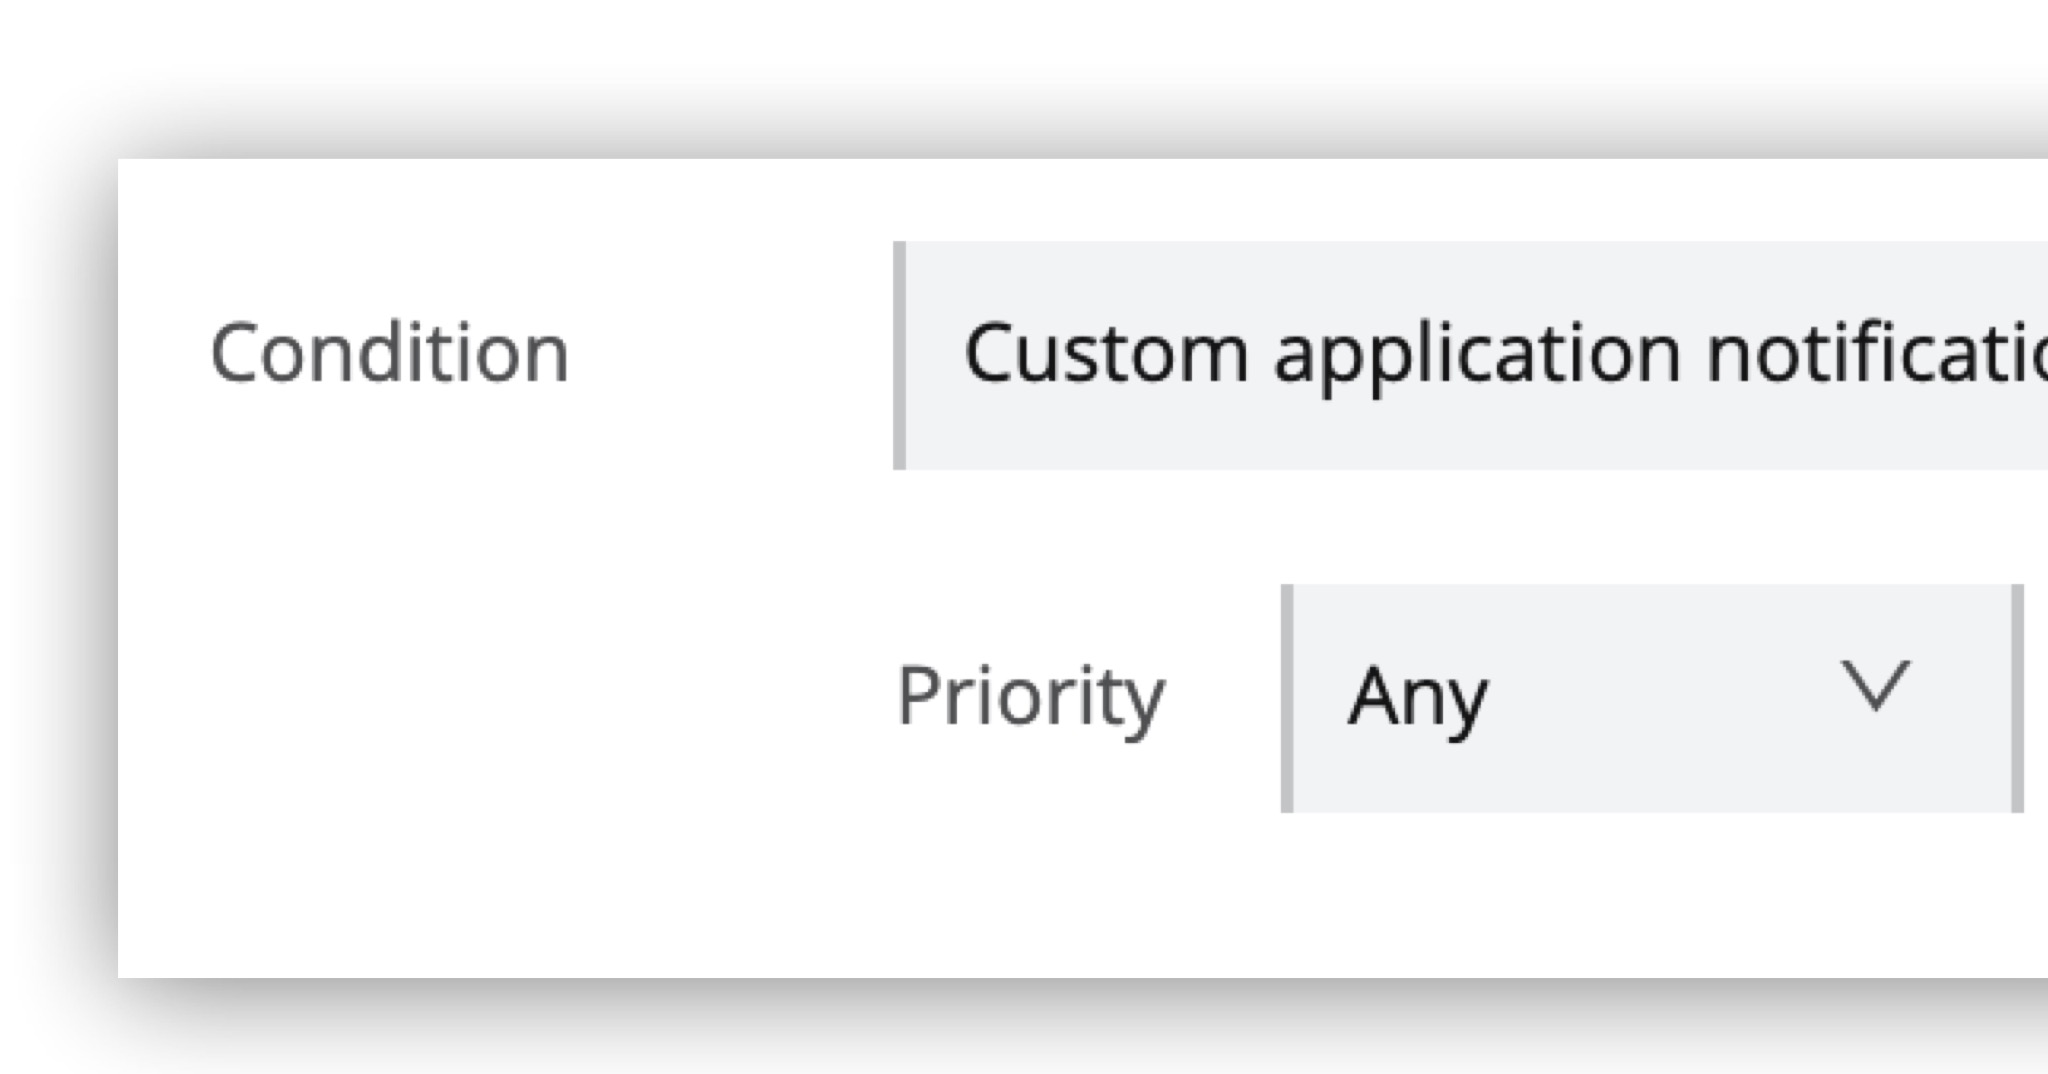 Condition
Custom application notificatio
Priority
Any